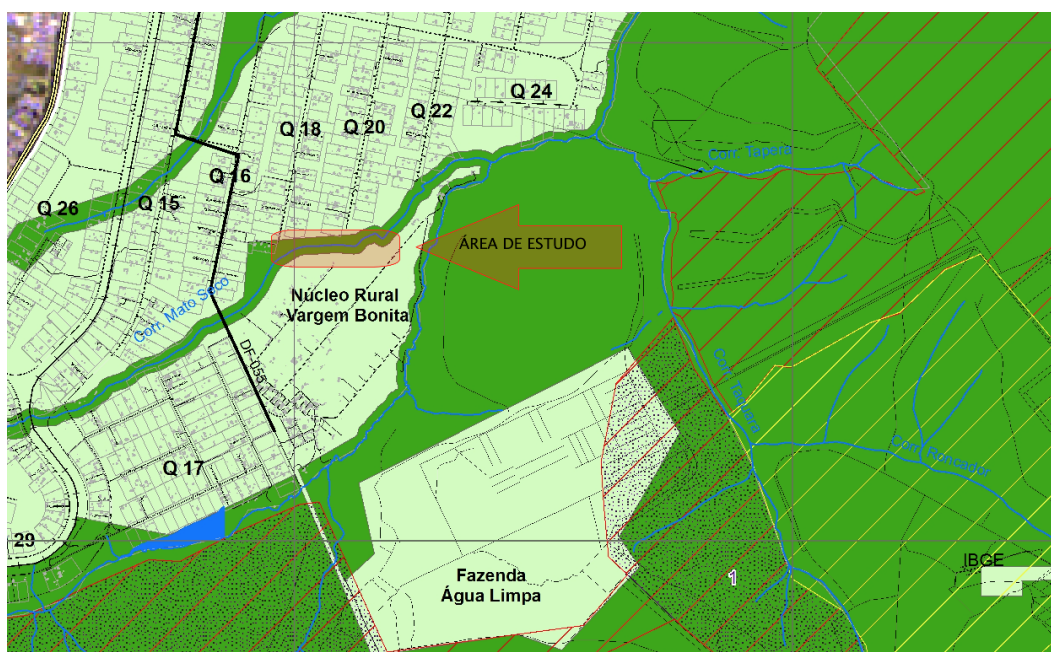 Q 24
Q 22
Q 18
Q 20
Corr. Tapera
Q 16
Q 15
Q 26
ÁREA DE ESTUDO
Núcleo Rural
Vargem Bonita
Corr. Mato Seco
DF-055
Corr. Taquara
Corr. Roncador
Q 17
29
Fazenda
Água Limpa
1
IBGE